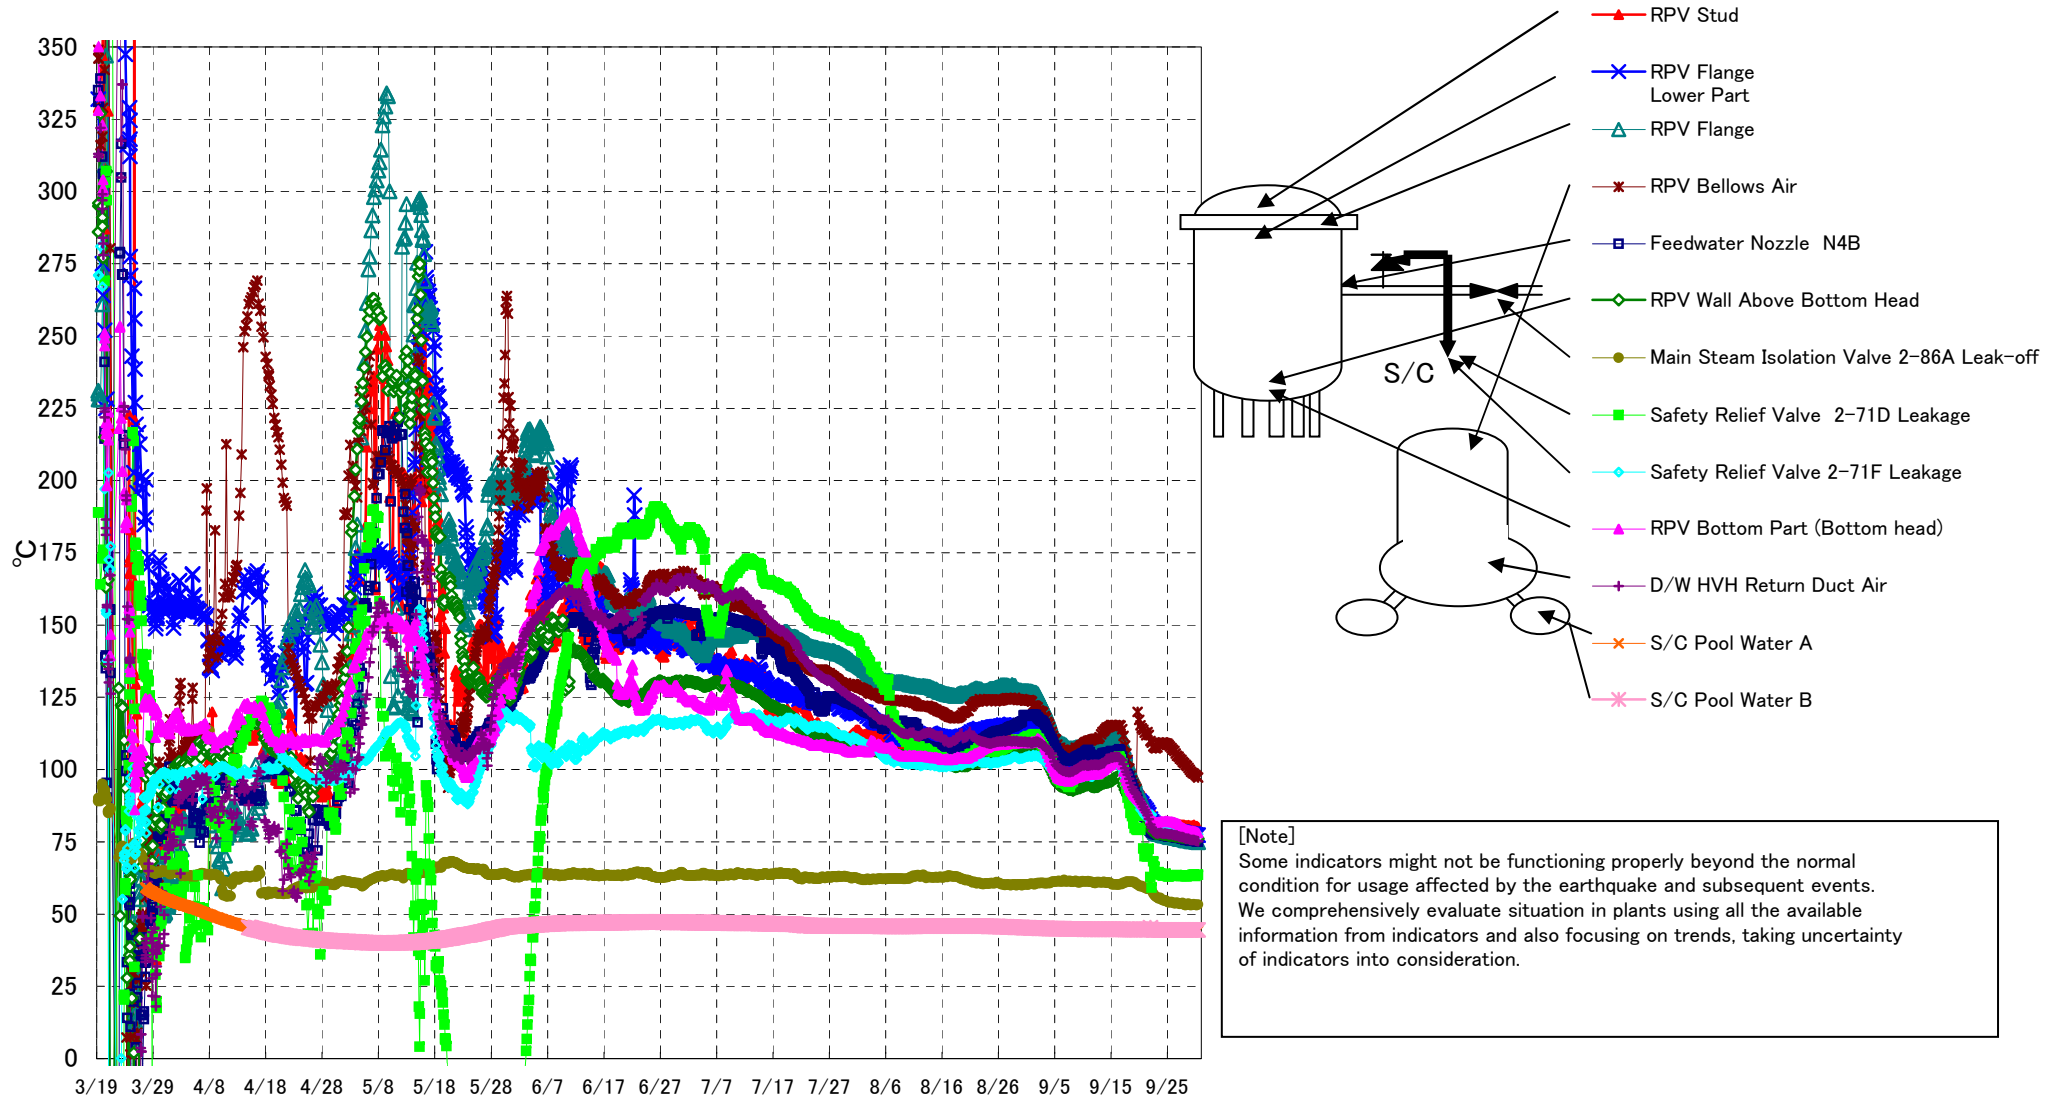 350
325
300
275
250
225
200
175
150
125
100
75
50
25
0
℃
3/19 3/29 4/8 4/18 4/28 5/8 5/18 5/28 6/7 6/17 6/27 7/7 7/17 7/27 8/6 8/16 8/26 9/5 9/15 9/25
RPV Stud
RPV Flange
Lower Part
RPV Flange
RPV Bellows Air
Feedwater Nozzle N4B
RPV Wall Above Bottom Head
Main Steam Isolation Valve 2-86A Leak-off
Safety Relief Valve 2-71D Leakage
Safety Relief Valve 2-71F Leakage
RPV Bottom Part (Bottom head)
D/W HVH Return Duct Air
S/C Pool Water A
S/C Pool Water B
S/C
[Note]
Some indicators might not be functioning properly beyond the normal
condition for usage affected by the earthquake and subsequent events.
We comprehensively evaluate situation in plants using all the available
information from indicators and also focusing on trends, taking uncertainty
of indicators into consideration.